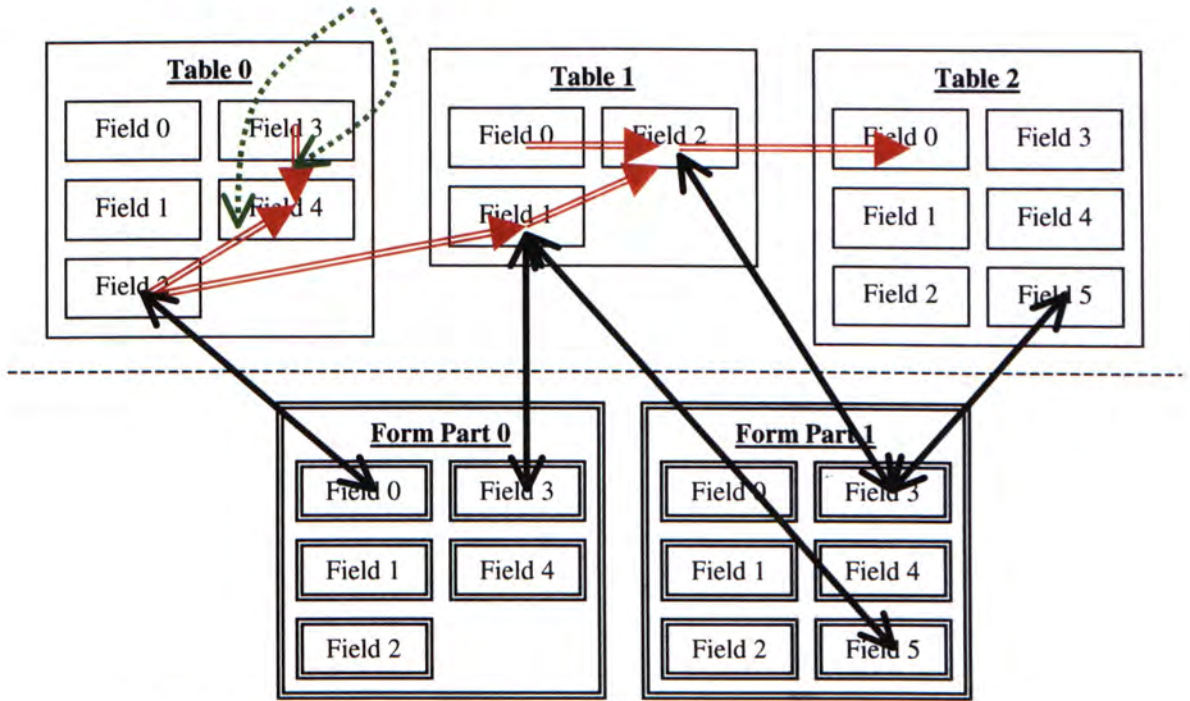 Table 0
Field 0 Field 3
Field 1 Field 4
Field 2
Table 1
Field 0 Field 2
Field 1
Table 2
Field 0 Field 3
Field 1 Field 4
Field 2 Field 5
Form Part 0
Field 0 Field 3
Field 1 Field 4
Field 2
Form Part 1
Field 0 Field 3
Field 1 Field 4
Field 2 Field 5